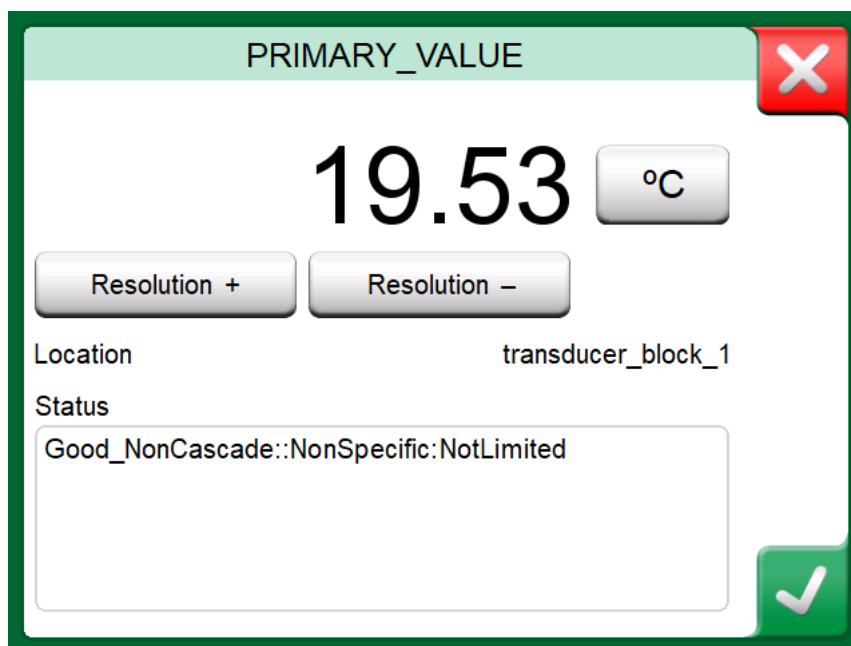 PRIMARY_VALUE
19.53 ºC
Resolution + Resolution –
Location transducer_block_1
Status
Good_NonCascade::NonSpecific:NotLimited